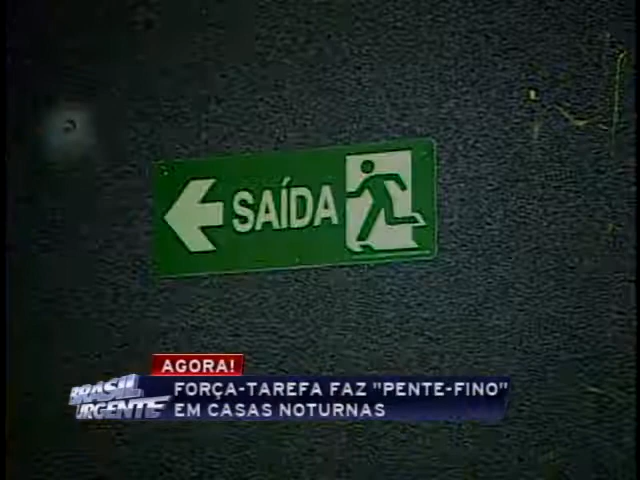 SAÍDA
AGORA!
BRASIL
URGENTE
FORÇA-TAREFA FAZ "PENTE-FINO"
EM CASAS NOTURNAS